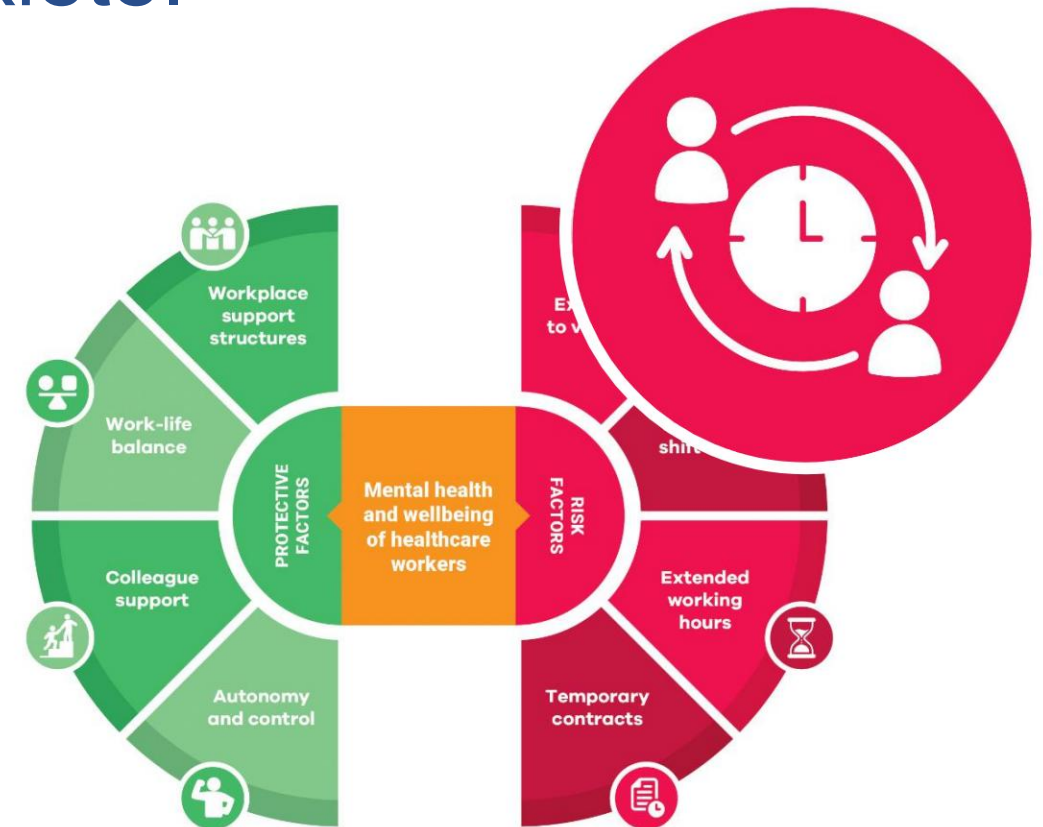 Workplace
support
structures
Work-life
balance
Colleague
support
Autonomy
and control
PROTECTIVE
FACTORS
Mental health
and wellbeing
of healthcare
workers
RISK
FACTORS
to
Extended
working
hours
Temporary
contracts